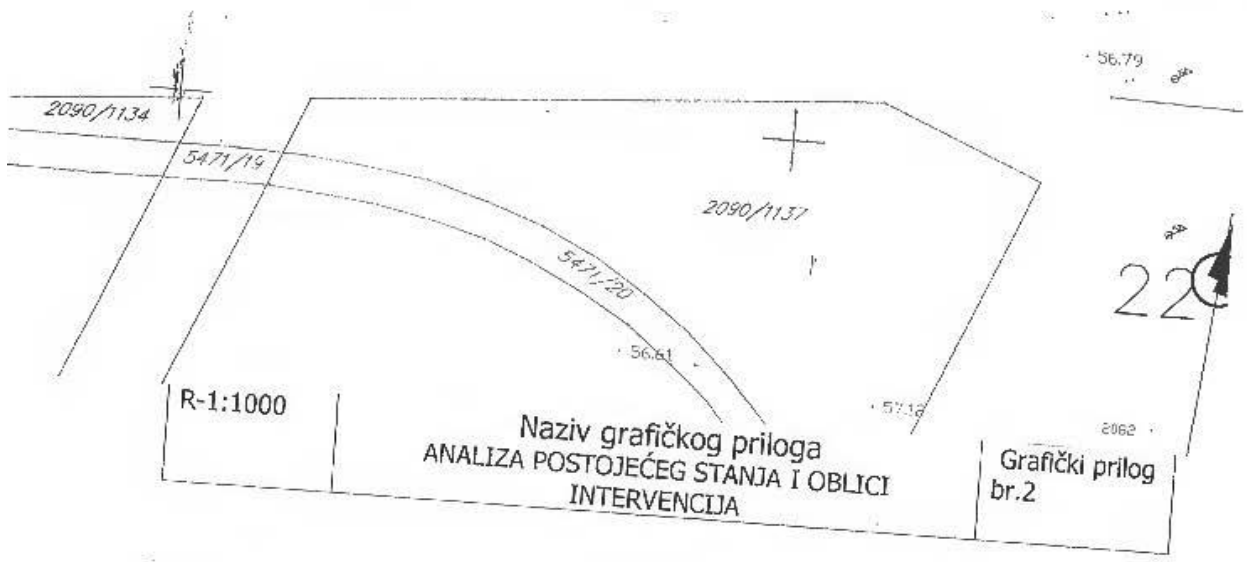 56.79
2090/1134
5471/19
2090/1137
5471/20
22
56.61
57.12
2062
R-1:1000
Naziv grafičkog priloga
ANALIZA POSTOJEĆEG STANJA I OBLICI
INTERVENCIJA
Grafički prilog
br.2